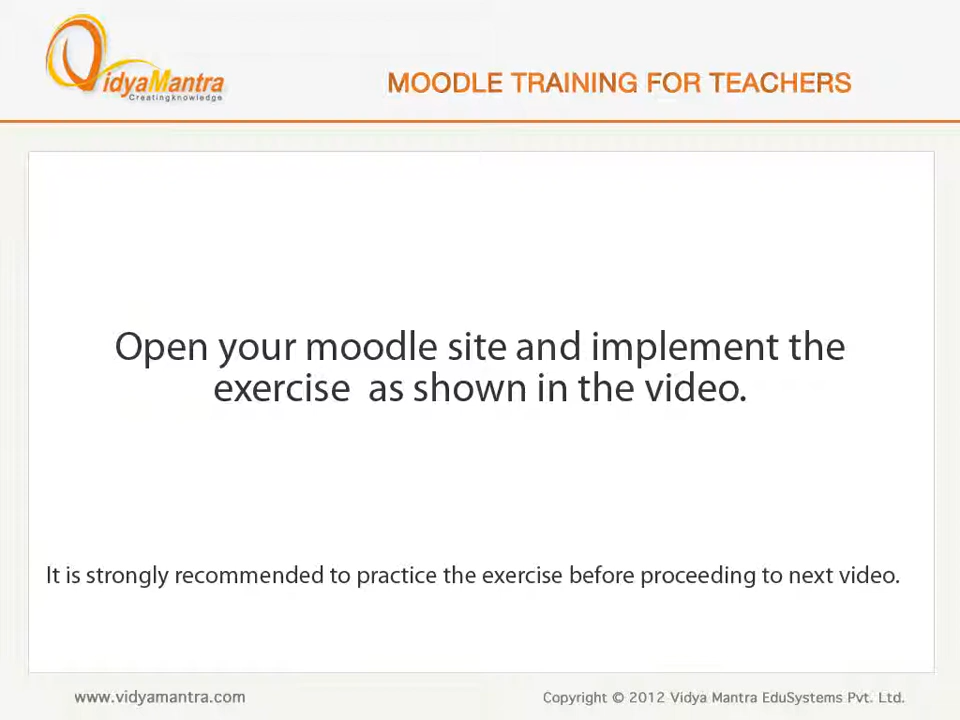 VidyaMantra
Creatingknowledge
MOODLE TRAINING FOR TEACHERS
Open your moodle site and implement the
exercise  as shown in the video.
It is strongly recommended to practice the exercise before proceeding to next video.
www.vidyamantra.com
Copyright © 2012 Vidya Mantra EduSystems Pvt. Ltd.